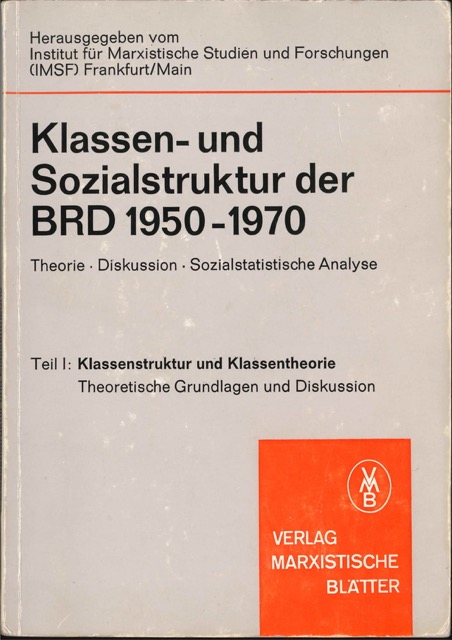 Herausgegeben vom
Institut für Marxistische Studien und Forschungen
(IMSF) Frankfurt/Main
Klassen- und
Sozialstruktur der
BRD 1950-1970
Theorie · Diskussion · Sozialstatistische Analyse
Teil I: Klassenstruktur und Klassentheorie
Theoretische Grundlagen und Diskussion
VMB
VERLAG
MARXISTISCHE
BLÄTTER